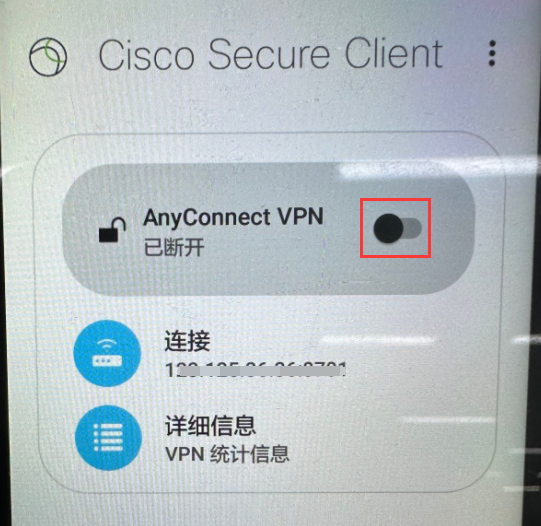 Cisco Secure Client
AnyConnect VPN
已断开
连接
详细信息
VPN 统计信息